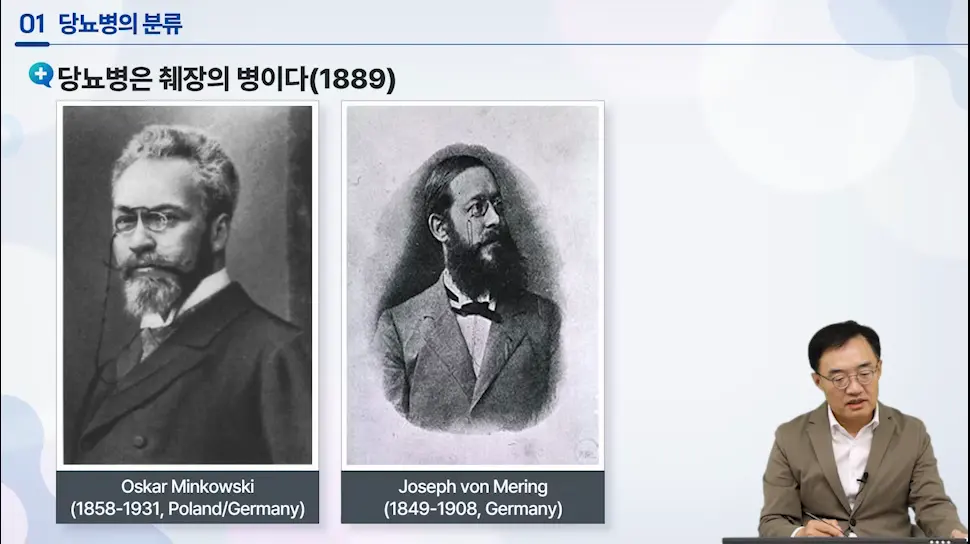 01 당뇨병의 분류
당뇨병은 췌장의 병이다(1889)
Oskar Minkowski
(1858-1931, Poland/Germany)
Joseph von Mering
(1849-1908, Germany)